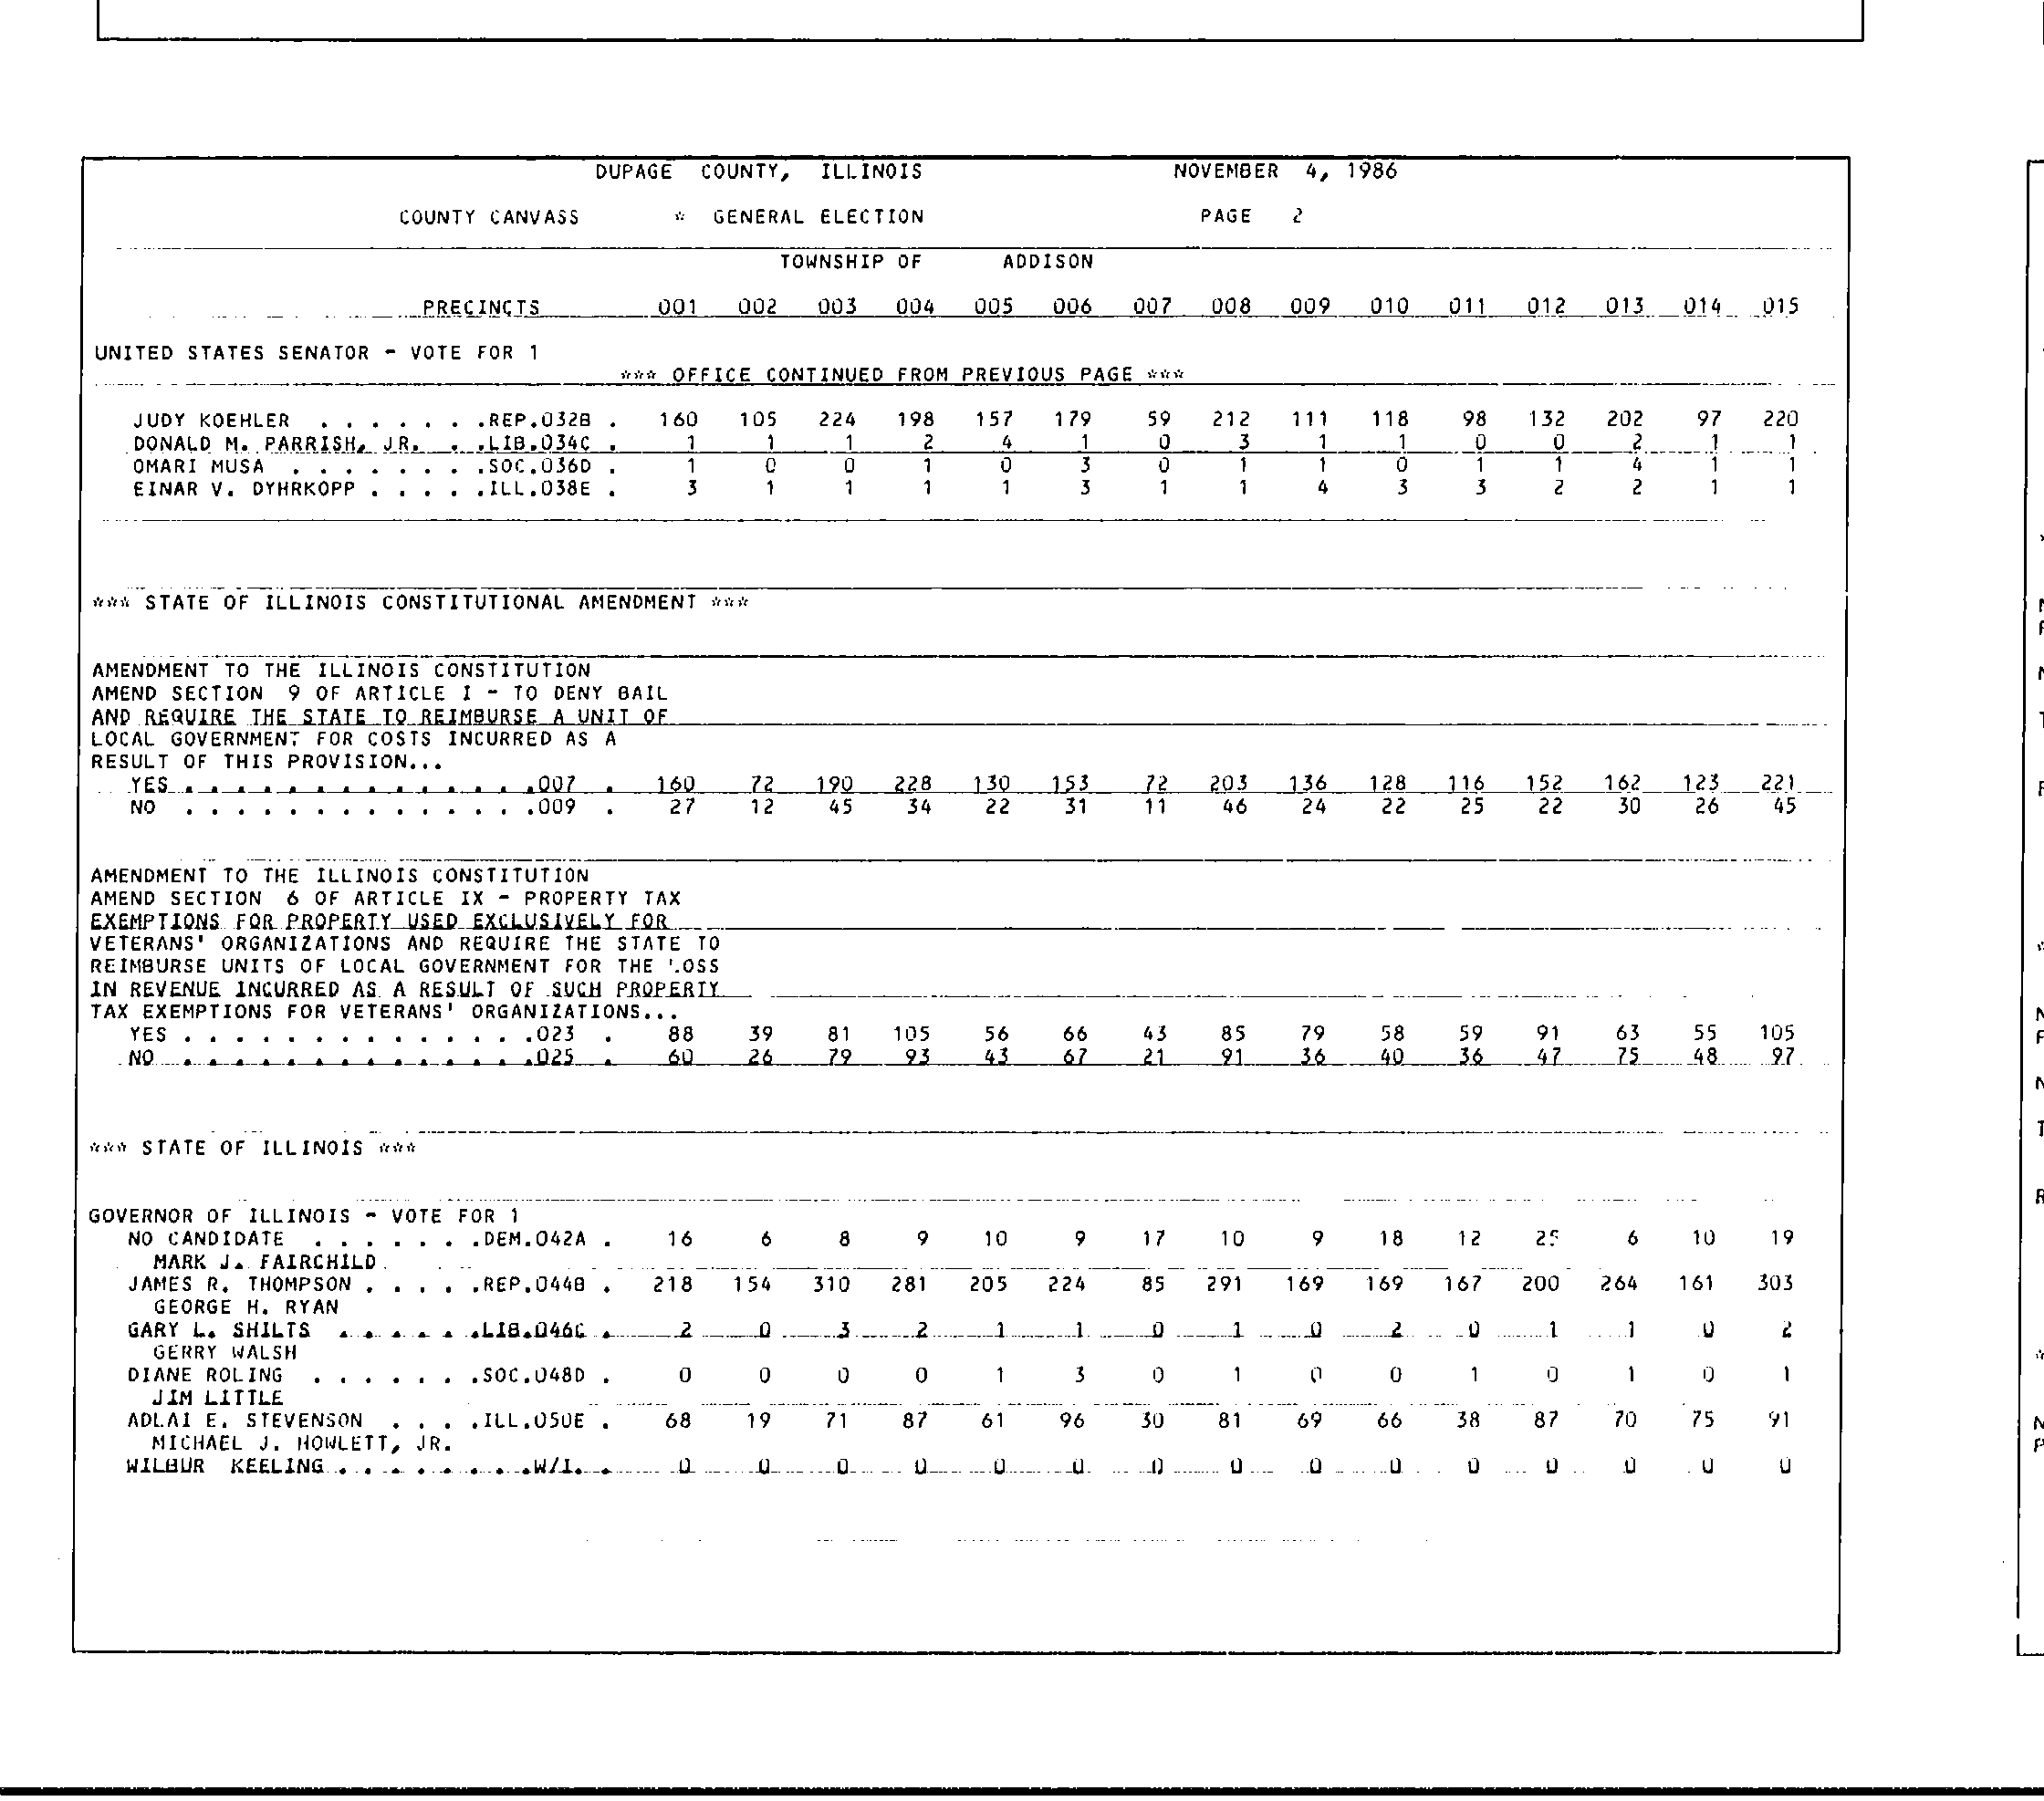 DUPAGE COUNTY, ILLINOIS NOVEMBER 4, 1986
COUNTY CANVASS * GENERAL ELECTION PAGE 2
TOWNSHIP OF ADDISON
PRECINCTS 001 002 003 004 005 006 007 008 009 010 011 012 013 014 015
UNITED STATES SENATOR - VOTE FOR 1
*** OFFICE CONTINUED FROM PREVIOUS PAGE ***
JUDY KOEHLER . . . . . . .REP.032B . 160 105 224 198 157 179 59 212 111 118 98 132 202 97 220
DONALD M. PARRISH, JR. . .LIB.034C . 1 1 1 2 4 1 0 3 1 1 0 0 2 1 1
OMARI MUSA . . . . . . . .SOC.036D . 1 0 0 1 0 3 0 1 1 0 1 1 4 1 1
EINAR V. DYHRKOPP . . . . .ILL.038E . 3 1 1 1 1 3 1 1 4 3 3 2 2 1 1
*** STATE OF ILLINOIS CONSTITUTIONAL AMENDMENT ***
AMENDMENT TO THE ILLINOIS CONSTITUTION
AMEND SECTION 9 OF ARTICLE I - TO DENY BAIL
AND REQUIRE THE STATE TO REIMBURSE A UNIT OF
LOCAL GOVERNMENT FOR COSTS INCURRED AS A
RESULT OF THIS PROVISION...
YES . . . . . . . . . . . . . .007 . 160 72 190 228 130 153 72 203 136 128 116 152 162 123 221
NO . . . . . . . . . . . . . .009 . 27 12 45 34 22 31 11 46 24 22 25 22 30 26 45
AMENDMENT TO THE ILLINOIS CONSTITUTION
AMEND SECTION 6 OF ARTICLE IX - PROPERTY TAX
EXEMPTIONS FOR PROPERTY USED EXCLUSIVELY FOR
VETERANS' ORGANIZATIONS AND REQUIRE THE STATE TO
REIMBURSE UNITS OF LOCAL GOVERNMENT FOR THE LOSS
IN REVENUE INCURRED AS A RESULT OF SUCH PROPERTY
TAX EXEMPTIONS FOR VETERANS' ORGANIZATIONS...
YES . . . . . . . . . . . . . .023 . 88 39 81 105 56 66 43 85 79 58 59 91 63 55 105
NO . . . . . . . . . . . . . .025 . 60 26 79 93 43 67 21 91 36 40 36 47 75 48 97
*** STATE OF ILLINOIS ***
GOVERNOR OF ILLINOIS - VOTE FOR 1
NO CANDIDATE . . . . . . .DEM.042A . 16 6 8 9 10 9 17 10 9 18 12 25 6 10 19
MARK J. FAIRCHILD
JAMES R. THOMPSON . . . . .REP.044B . 218 154 310 281 205 224 85 291 169 169 167 200 264 161 303
GEORGE H. RYAN
GARY L. SHILTS . . . . . .LIB.046C . 2 0 3 2 1 1 0 1 0 2 0 1 1 0 2
GERRY WALSH
DIANE ROLING . . . . . . .SOC.048D . 0 0 0 0 1 3 0 1 0 0 1 0 1 0 1
JIM LITTLE
ADLAI E. STEVENSON . . . .ILL.050E . 68 19 71 87 61 96 30 81 69 66 38 87 70 75 91
MICHAEL J. HOWLETT, JR.
WILBUR KEELING . . . . . . . .W/I. . 0 0 0 0 0 0 0 0 0 0 0 0 0 0 0